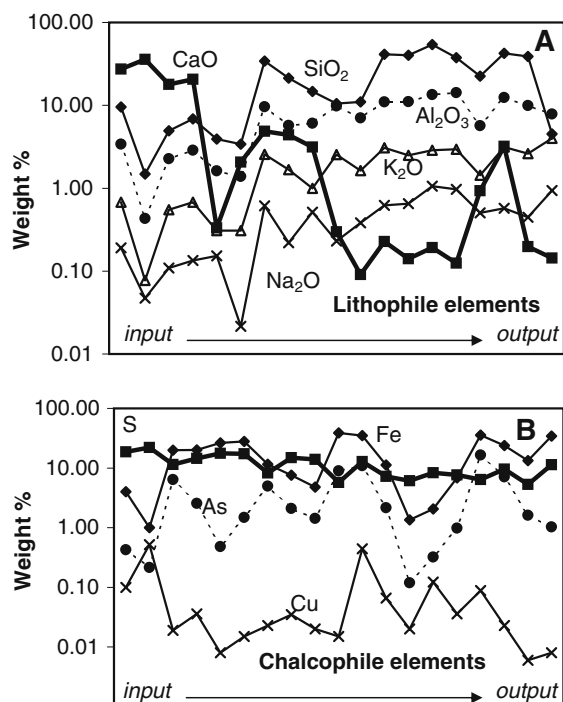 100.00
10.00
1.00
0.10
0.01
Weight %
A
CaO
SiO2
Al2O3
K2O
Na2O
Lithophile elements
input
output
100.00
10.00
1.00
0.10
0.01
Weight %
B
S
Fe
As
Cu
Chalcophile elements
input
output